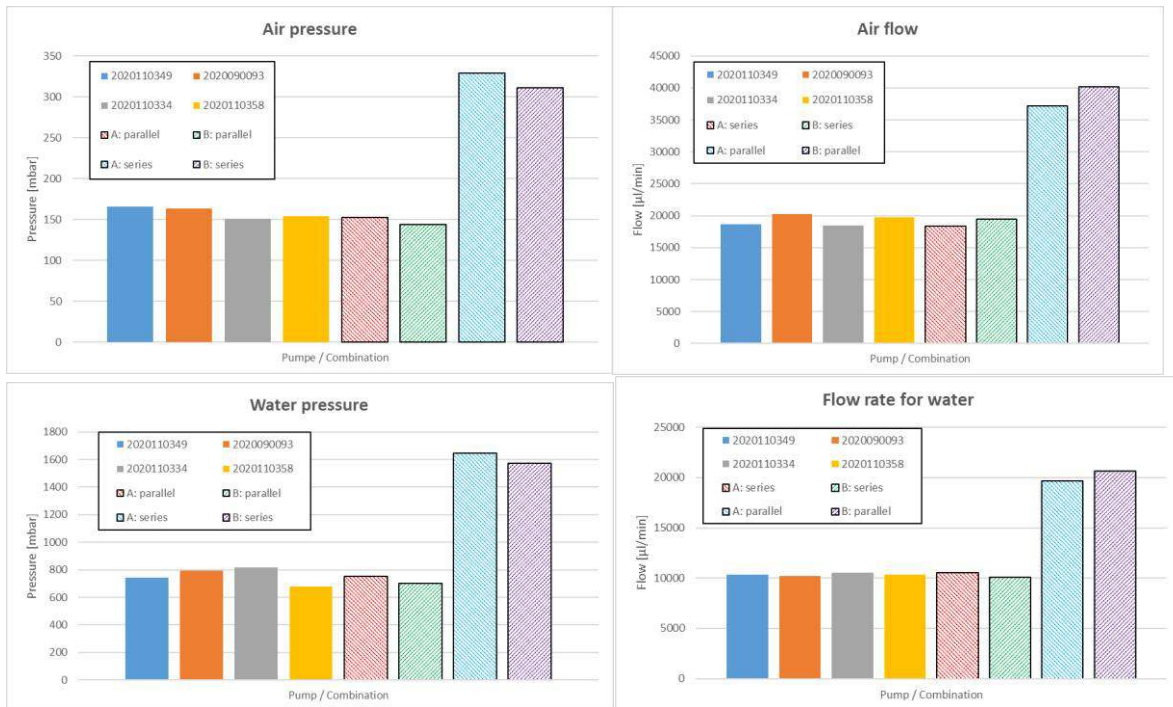 Air pressure
350
300
250
200
150
100
50
0
Pressure [mbar]
2020110349 2020090093
2020110334 2020110358
A: parallel B: parallel
A: series B: series
Pumpe / Combination
Air flow
45000
40000
35000
30000
25000
20000
15000
10000
5000
0
Flow [µl/min]
2020110349 2020090093
2020110334 2020110358
A: series B: series
A: parallel B: parallel
Pump / Combination
Water pressure
1800
1600
1400
1200
1000
800
600
400
200
0
Pressure [mbar]
2020110349 2020090093
2020110334 2020110358
A: parallel B: parallel
A: series B: series
Pump / Combination
Flow rate for water
25000
20000
15000
10000
5000
0
Flow [µl/min]
2020110349 2020090093
2020110334 2020110358
A: series B: series
A: parallel B: parallel
Pump / Combination